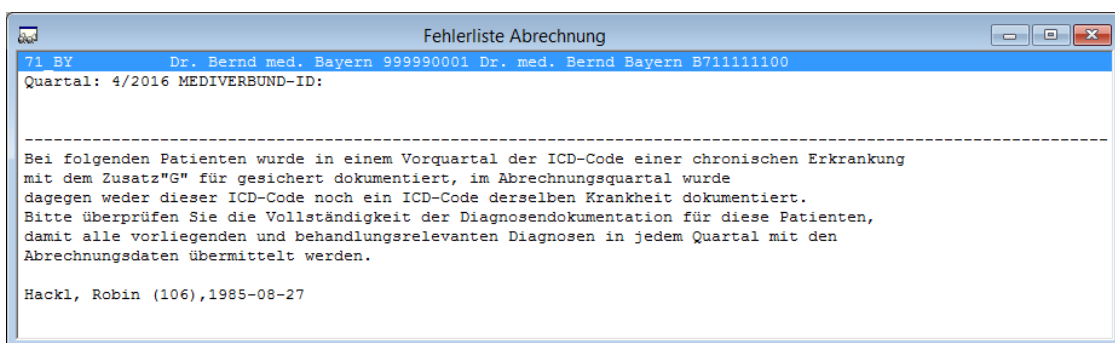 Fehlerliste Abrechnung
71_BY Dr. Bernd med. Bayern 999990001 Dr. med. Bernd Bayern B711111100
Quartal: 4/2016 MEDIVERBUND-ID:
--------------------------------------------------------------------------------------------------------------
Bei folgenden Patienten wurde in einem Vorquartal der ICD-Code einer chronischen Erkrankung
mit dem Zusatz"G" für gesichert dokumentiert, im Abrechnungsquartal wurde
dagegen weder dieser ICD-Code noch ein ICD-Code derselben Krankheit dokumentiert.
Bitte überprüfen Sie die Vollständigkeit der Diagnosendokumentation für diese Patienten,
damit alle vorliegenden und behandlungsrelevanten Diagnosen in jedem Quartal mit den
Abrechnungsdaten übermittelt werden.
Hackl, Robin (106),1985-08-27